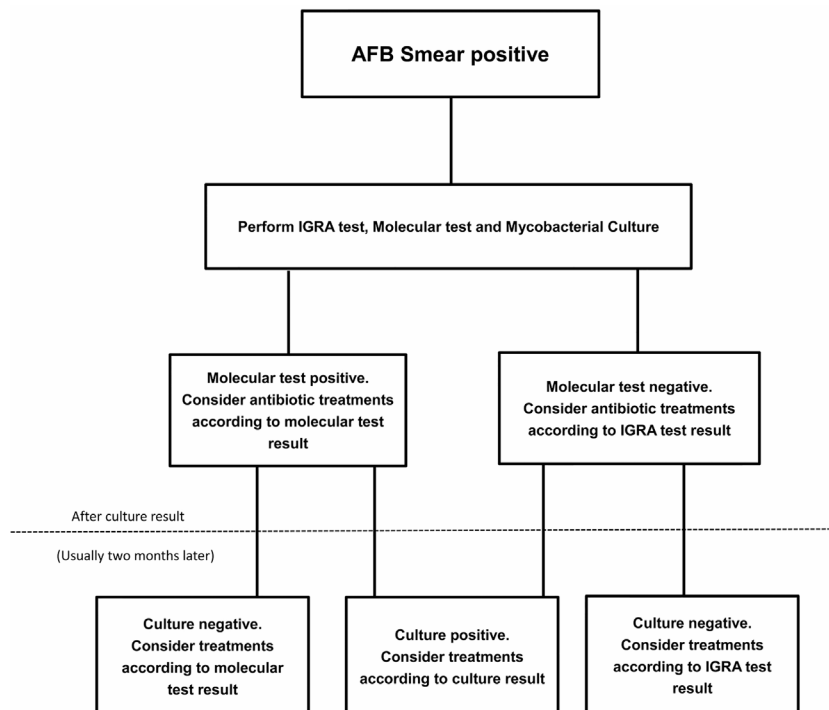 AFB Smear positive
Perform IGRA test, Molecular test and Mycobacterial Culture
Molecular test positive.
Consider antibiotic treatments
according to molecular test
result
Molecular test negative.
Consider antibiotic treatments
according to IGRA test result
After culture result
(Usually two months later)
Culture negative.
Consider treatments
according to molecular
test result
Culture positive.
Consider treatments
according to culture result
Culture negative.
Consider treatments
according to IGRA test
result